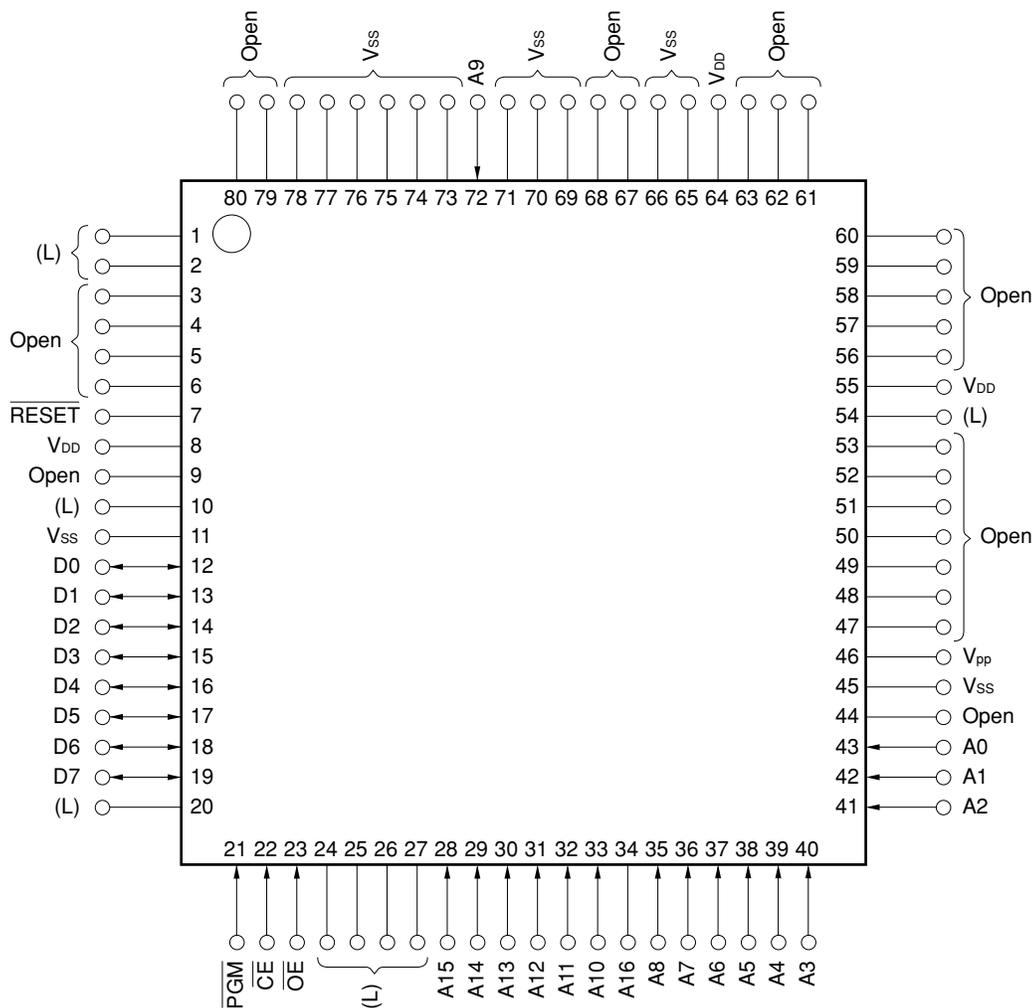 Open
VSS
A9
VSS
Open
VSS
VDD
Open
80 79 78 77 76 75 74 73 72 71 70 69 68 67 66 65 64 63 62 61
(L)
1
2
Open
3
4
5
6
RESET 7
VDD 8
Open 9
(L) 10
VSS 11
D0 12
D1 13
D2 14
D3 15
D4 16
D5 17
D6 18
D7 19
(L) 20
60
59
58
57
56
Open
55 VDD
54 (L)
53
52
51
50
49
48
47
Open
46 Vpp
45 VSS
44 Open
43 A0
42 A1
41 A2
21 22 23 24 25 26 27 28 29 30 31 32 33 34 35 36 37 38 39 40
PGM
CE
OE
(L)
A15
A14
A13
A12
A11
A10
A16
A8
A7
A6
A5
A4
A3